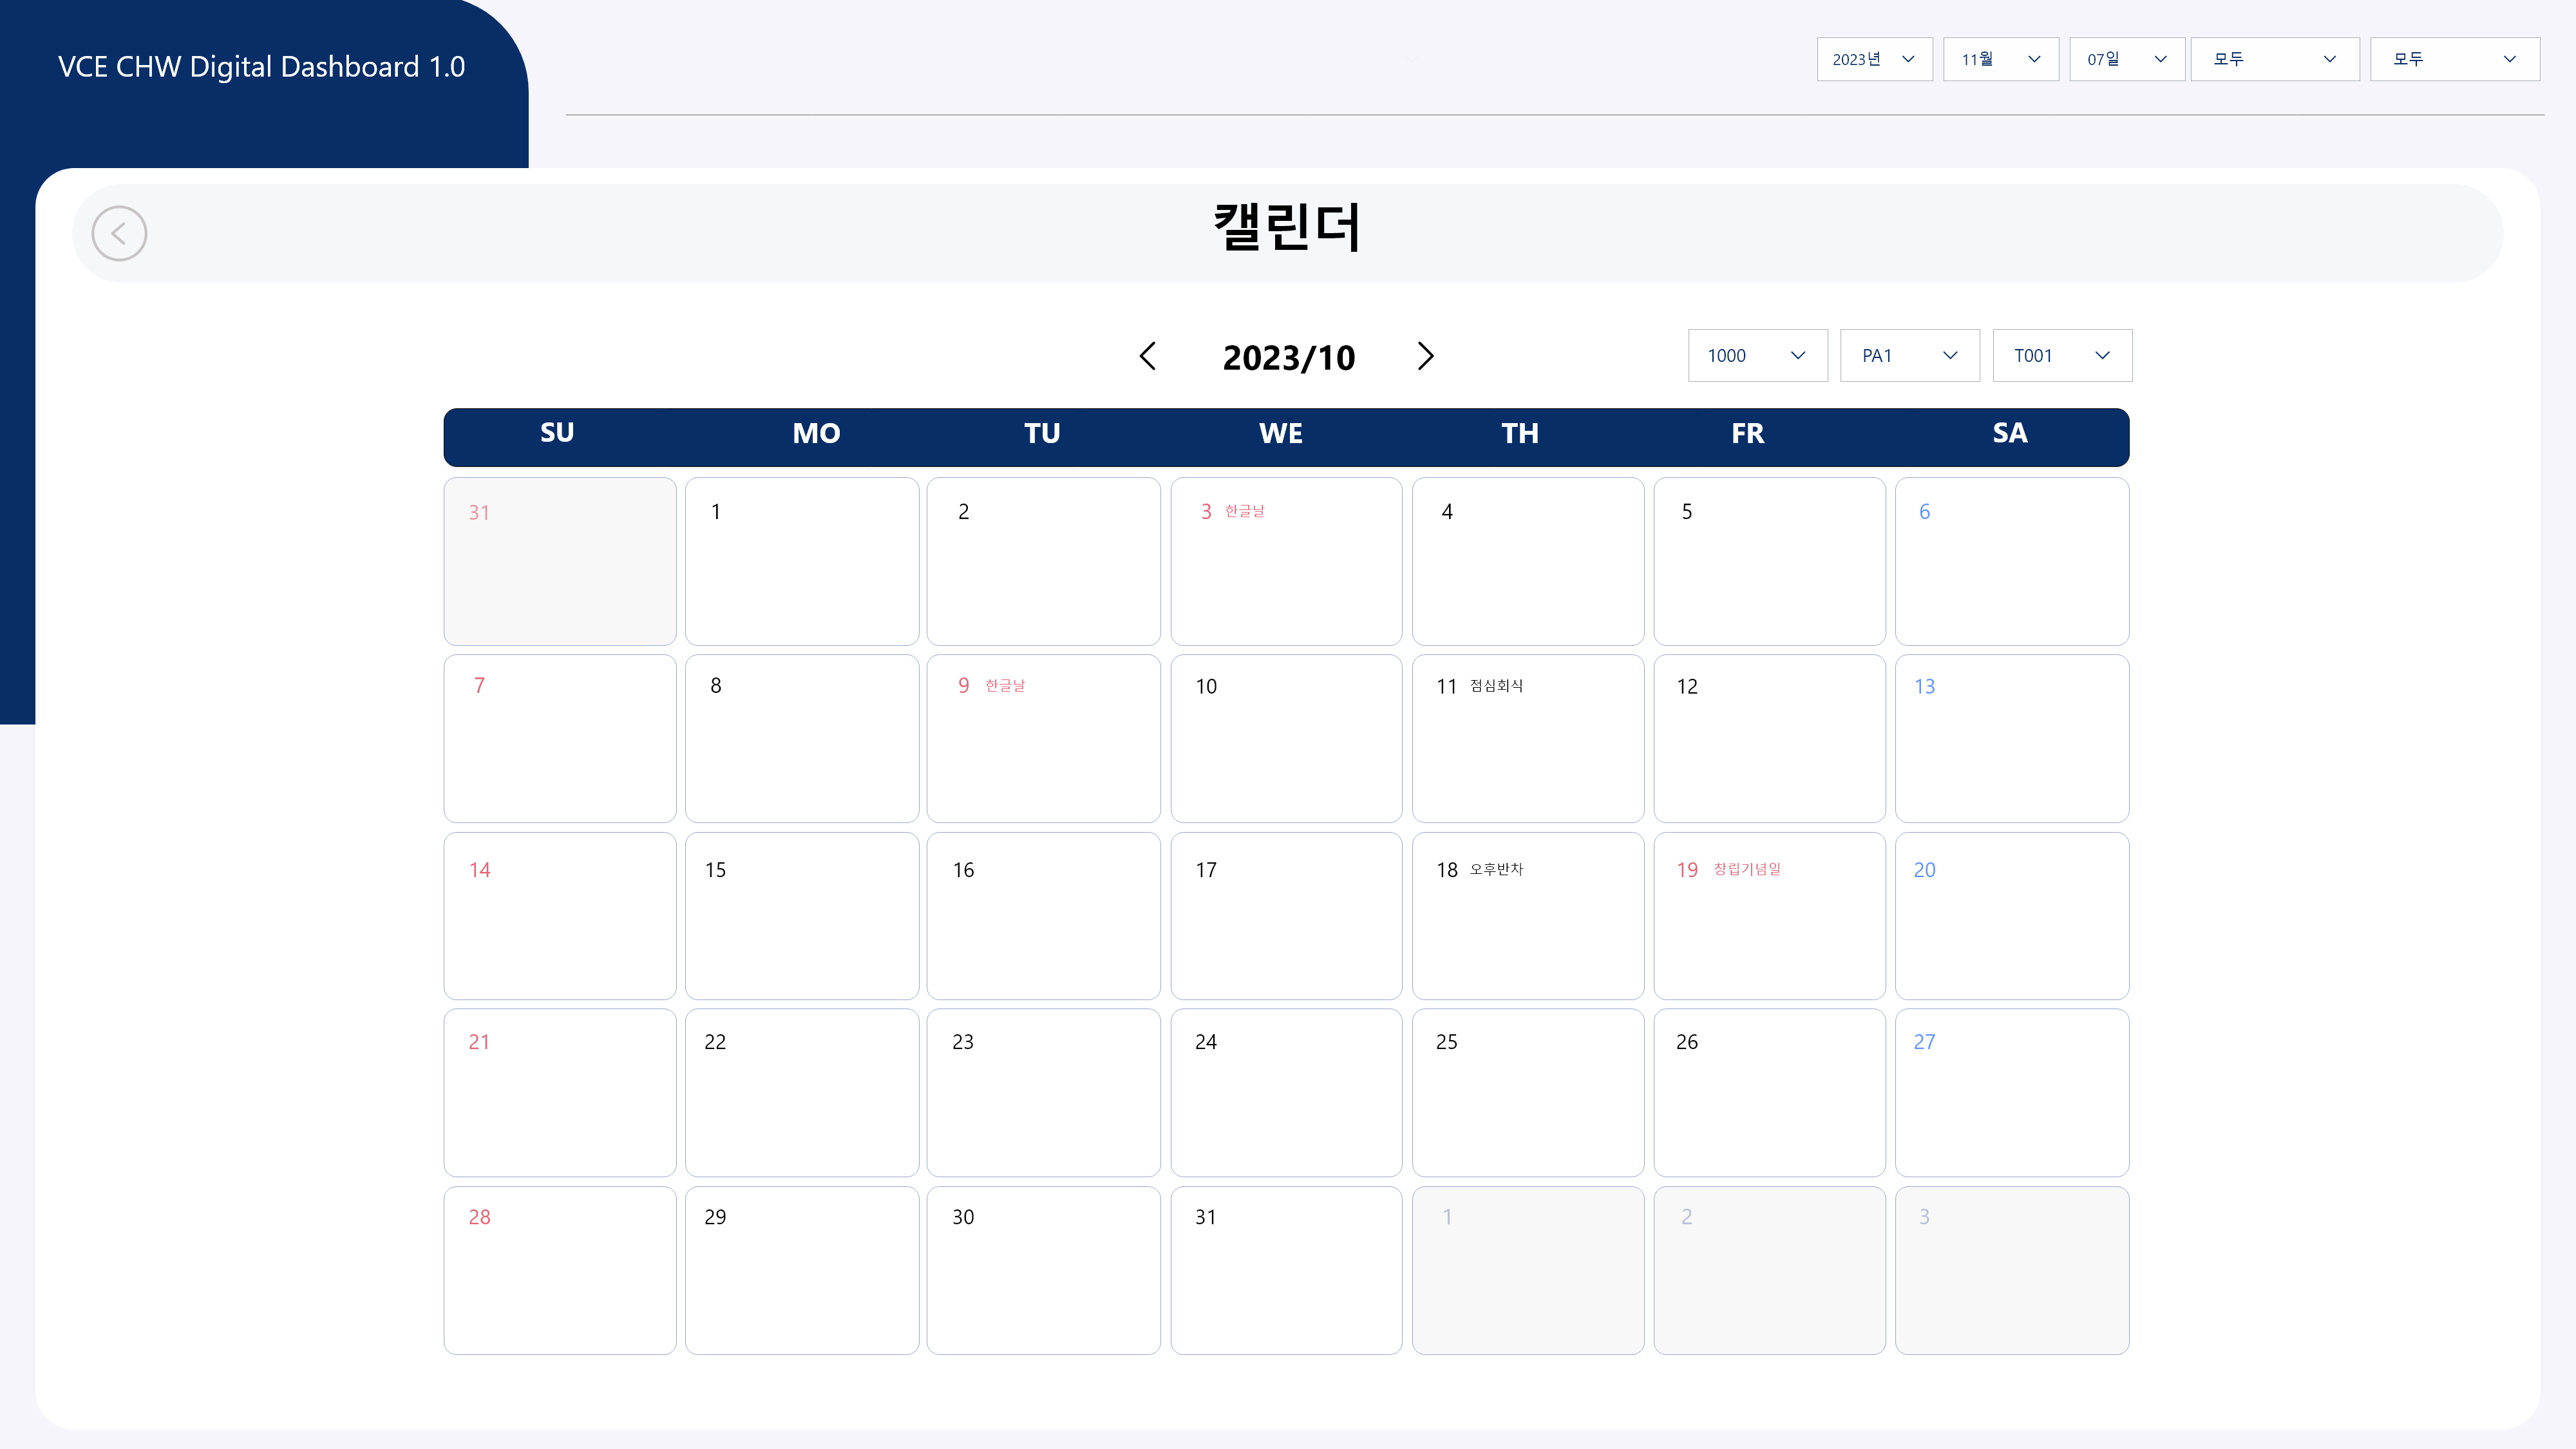 VCE CHW Digital Dashboard 1.0
2023년 11월 07일 모두 모두
캘린더
2023/10
1000 PA1 T001
SU MO TU WE TH FR SA
31 1 2 3 한글날 4 5 6
7 8 9 한글날 10 11 점심회식 12 13
14 15 16 17 18 오후반차 19 창립기념일 20
21 22 23 24 25 26 27
28 29 30 31 1 2 3